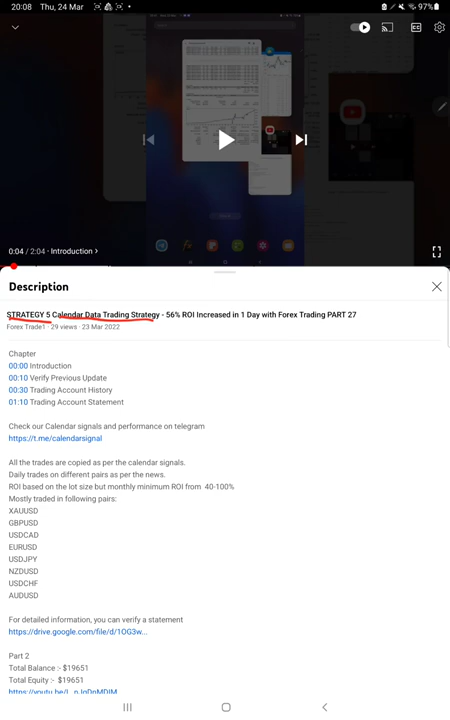 20:08 Thu, 24 Mar 97%
CC
0:04 / 2:04 · Introduction >
Description
STRATEGY 5 Calendar Data Trading Strategy - 56% ROI Increased in 1 Day with Forex Trading PART 27
Forex Trade1 · 29 views · 23 Mar 2022
Chapter
00:00 Introduction
00:10 Verify Previous Update
00:30 Trading Account History
01:10 Trading Account Statement
Check our Calendar signals and performance on telegram
https://t.me/calendarsignal
All the trades are copied as per the calendar signals.
Daily trades on different pairs as per the news.
ROI based on the lot size but monthly minimum ROI from 40-100%
Mostly traded in following pairs:
XAUUSD
GBPUSD
USDCAD
EURUSD
USDJPY
NZDUSD
USDCHF
AUDUSD
For detailed information, you can verify a statement
https://drive.google.com/file/d/1OG3w...
Part 2
Total Balance :- $19651
Total Equity :- $19651